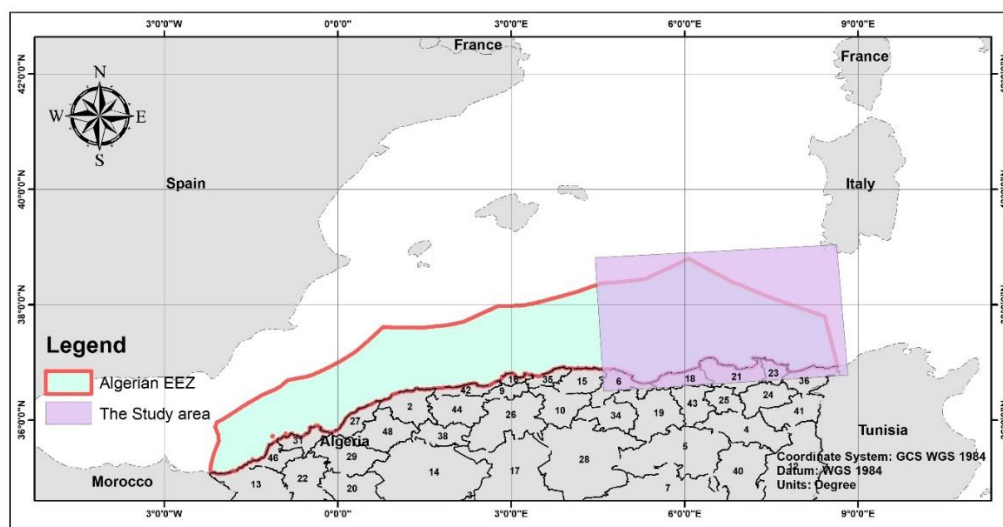 3°0'0"W 0°0'0" 3°0'0"E 6°0'0"E 9°0'0"E
France
France
42°0'0"N
N
W E
S
Spain
40°0'0"N
Italy
38°0'0"N
Legend
Algerian EEZ
The Study area
36°0'0"N
42 9 16 35 15 6 18 21 23 36
27 2 44 26 10 34 19 43 25 24 41
46 31 Algeria 48 38 4
Tunisia
29 28 5
Coordinate System: GCS WGS 1984
Morocco
13 22 14 17 40 12
Datum: WGS 1984
7 20 3 7
Units: Degree
3°0'0"W 0°0'0" 3°0'0"E 6°0'0"E 9°0'0"E